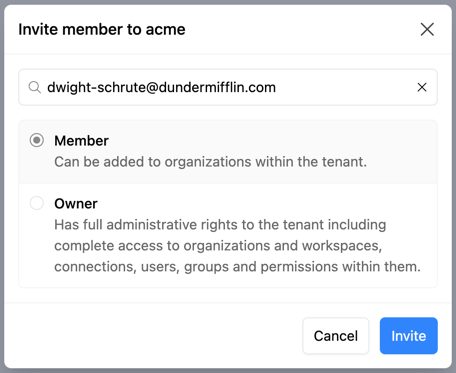 Invite member to acme
dwight-schrute@dundermifflin.com
Member
Can be added to organizations within the tenant.
Owner
Has full administrative rights to the tenant including
complete access to organizations and workspaces,
connections, users, groups and permissions within them.
Cancel
Invite